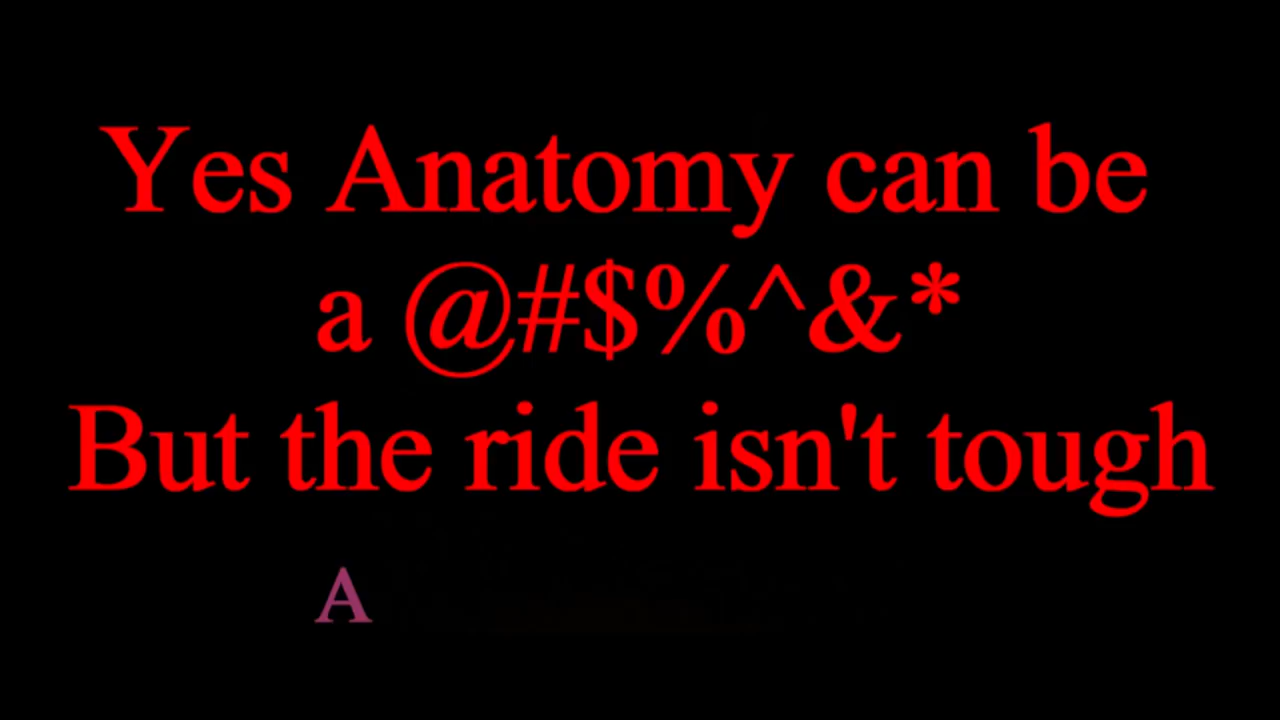 Yes Anatomy can be
a @#$%^&*
But the ride isn't tough
A